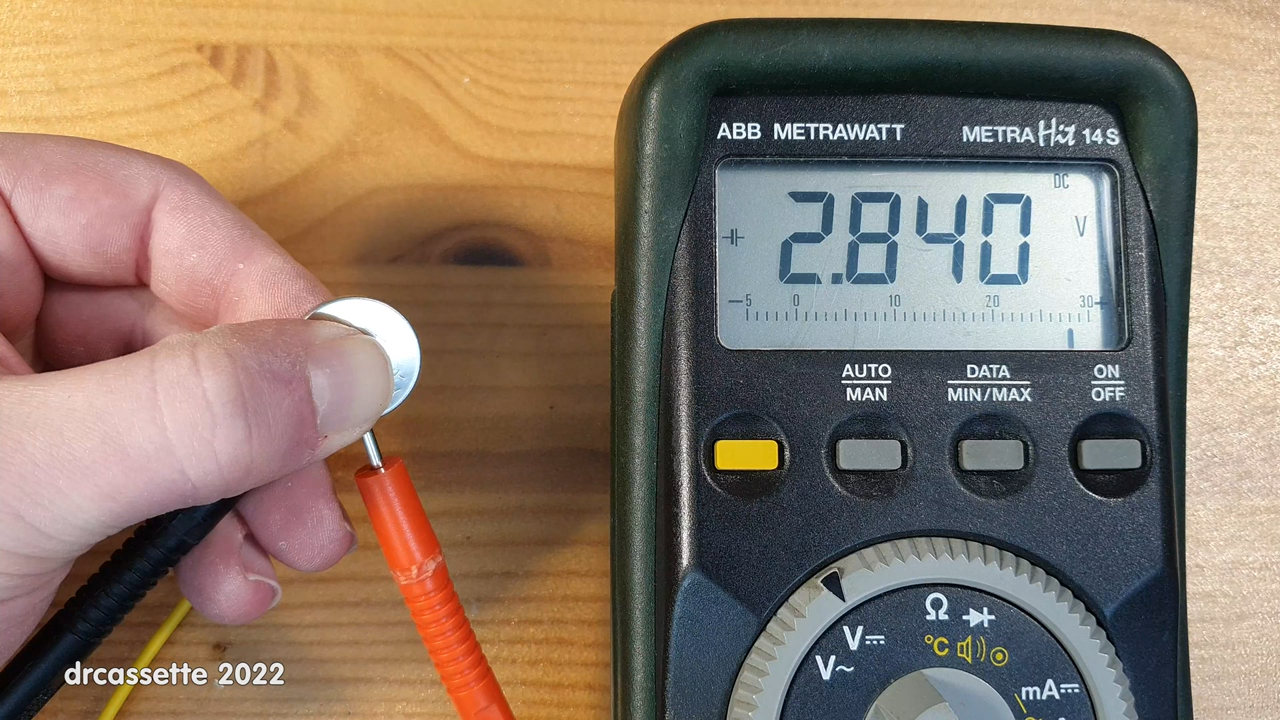 ABB METRAWATT METRAHit 14S
DC
2.840 V
-5 0 10 20 30
AUTO DATA ON
MAN MIN/MAX OFF
Ω
V⎓ °C
V~ mA⎓
drcassette 2022